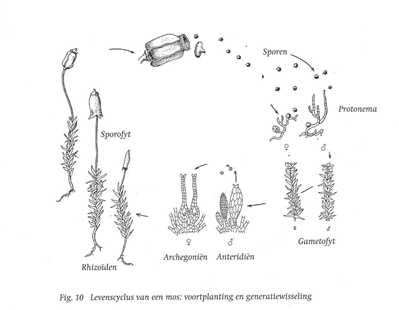 Sporen
Protonema
Sporofyt
♀ ♂
♀ ♂
♀ ♂
Gametofyt
Archegoniën Anteridiën
Rhizoïden
Fig. 10 Levenscyclus van een mos: voortplanting en generatiewisseling